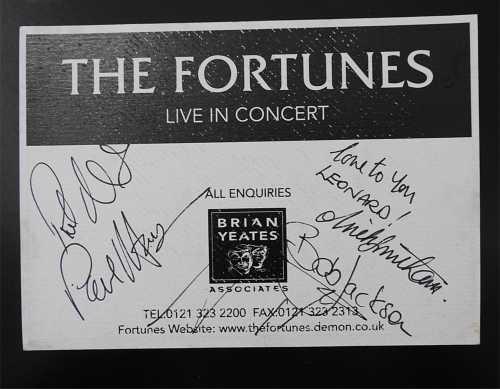 THE FORTUNES
LIVE IN CONCERT
love to you
LEONARD!
ALL ENQUIRIES
BRIAN
YEATES
ASSOCIATES
Bob Jackson
TEL:0121 323 2200 FAX:0121 323 2313
Fortunes Website: www.thefortunes.demon.co.uk